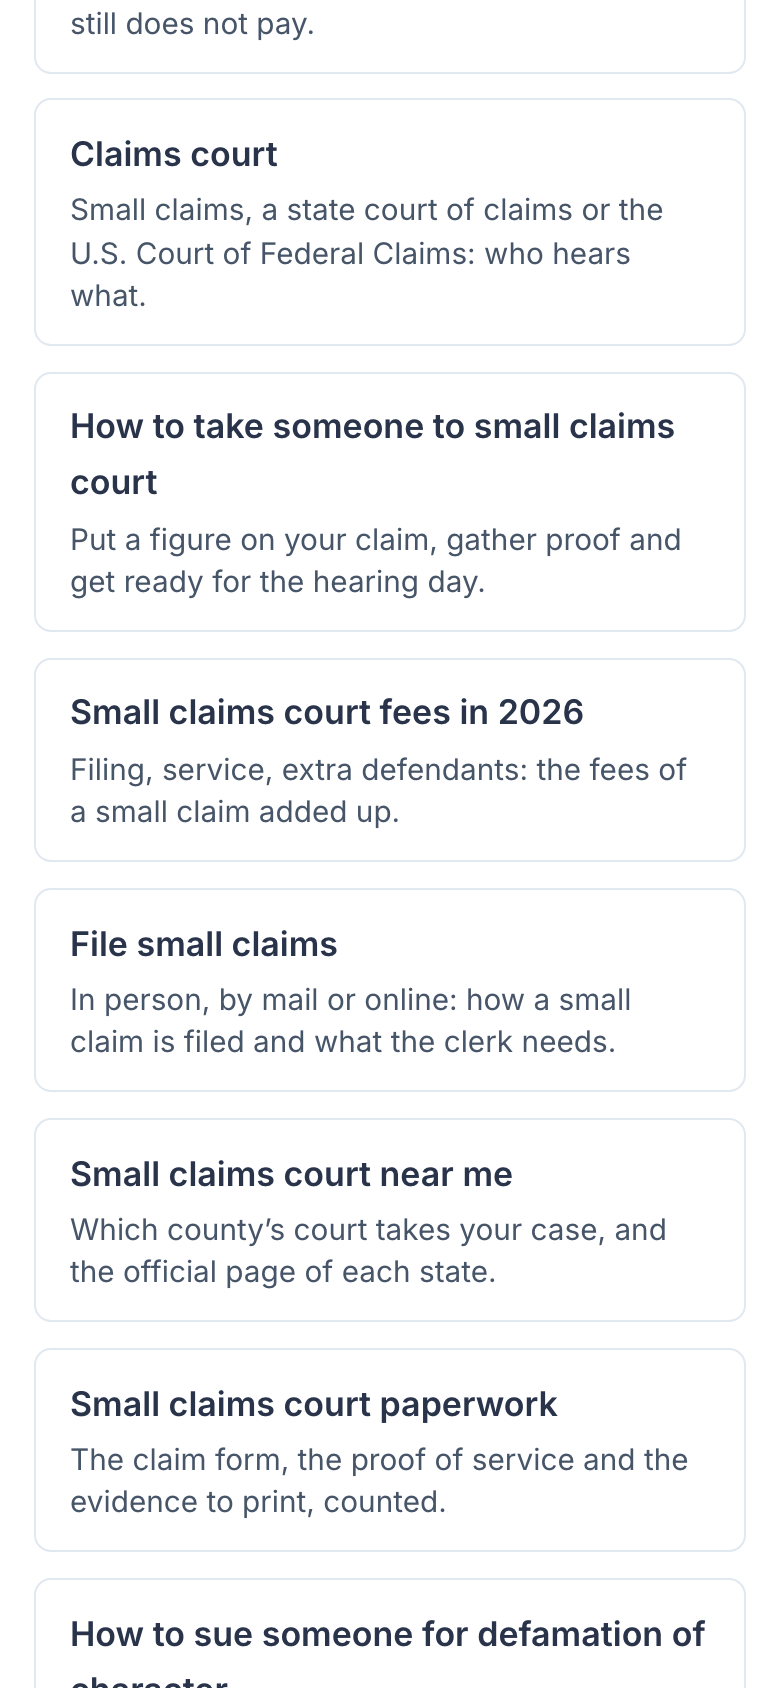 still does not pay.
Claims court
Small claims, a state court of claims or the
U.S. Court of Federal Claims: who hears
what.
How to take someone to small claims
court
Put a figure on your claim, gather proof and
get ready for the hearing day.
Small claims court fees in 2026
Filing, service, extra defendants: the fees of
a small claim added up.
File small claims
In person, by mail or online: how a small
claim is filed and what the clerk needs.
Small claims court near me
Which county’s court takes your case, and
the official page of each state.
Small claims court paperwork
The claim form, the proof of service and the
evidence to print, counted.
How to sue someone for defamation of
character